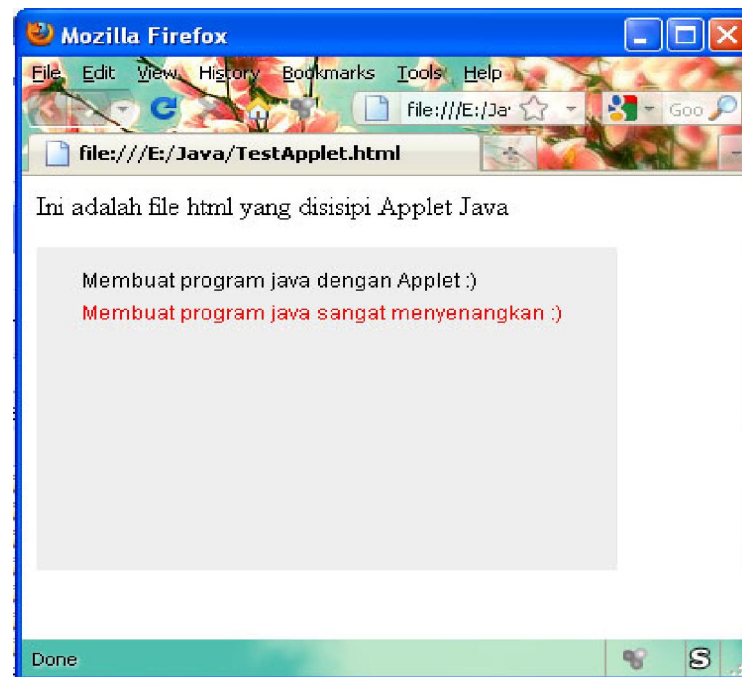 Mozilla Firefox
File Edit View History Bookmarks Tools Help
file:///E:/Ja Goo
file:///E:/Java/TestApplet.html
Ini adalah file html yang disisipi Applet Java
Membuat program java dengan Applet :)
Membuat program java sangat menyenangkan :)
Done S